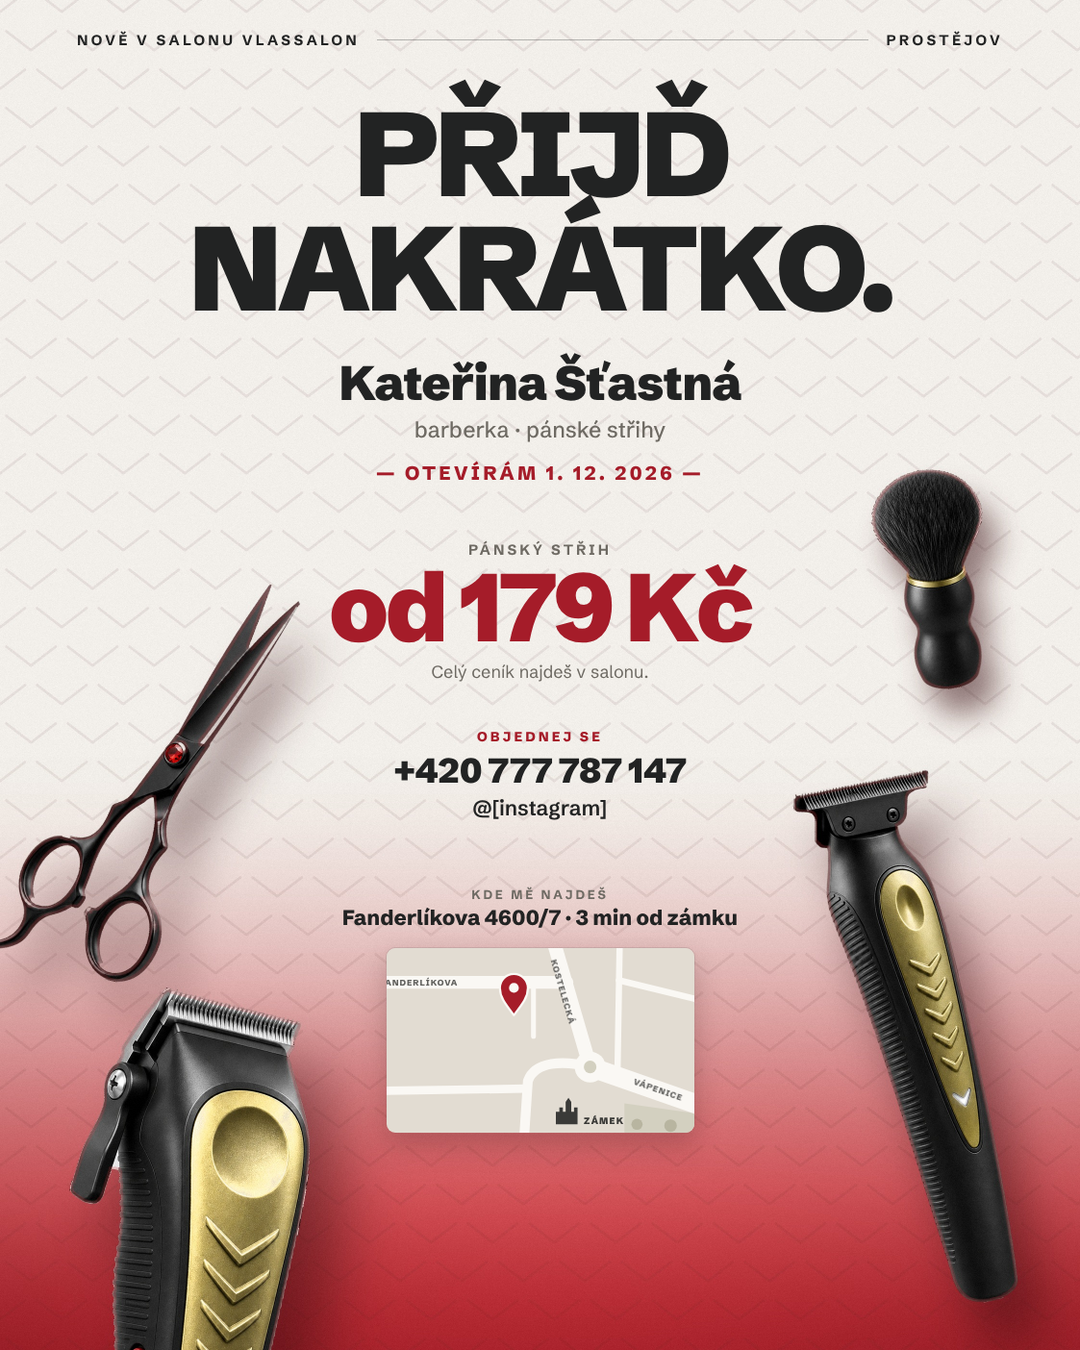 NOVĚ V SALONU VLASSALON
PROSTĚJOV
PŘIJĎ
NAKRÁTKO.
Kateřina Šťastná
barberka · pánské střihy
— OTEVÍRÁM 1. 12. 2026 —
PÁNSKÝ STŘIH
od 179 Kč
Celý ceník najdeš v salonu.
OBJEDNEJ SE
+420 777 787 147
@[instagram]
KDE MĚ NAJDEŠ
Fanderlíkova 4600/7 · 3 min od zámku
ANDERLÍKOVA
KOSTELECKÁ
VÁPENICE
ZÁMEK